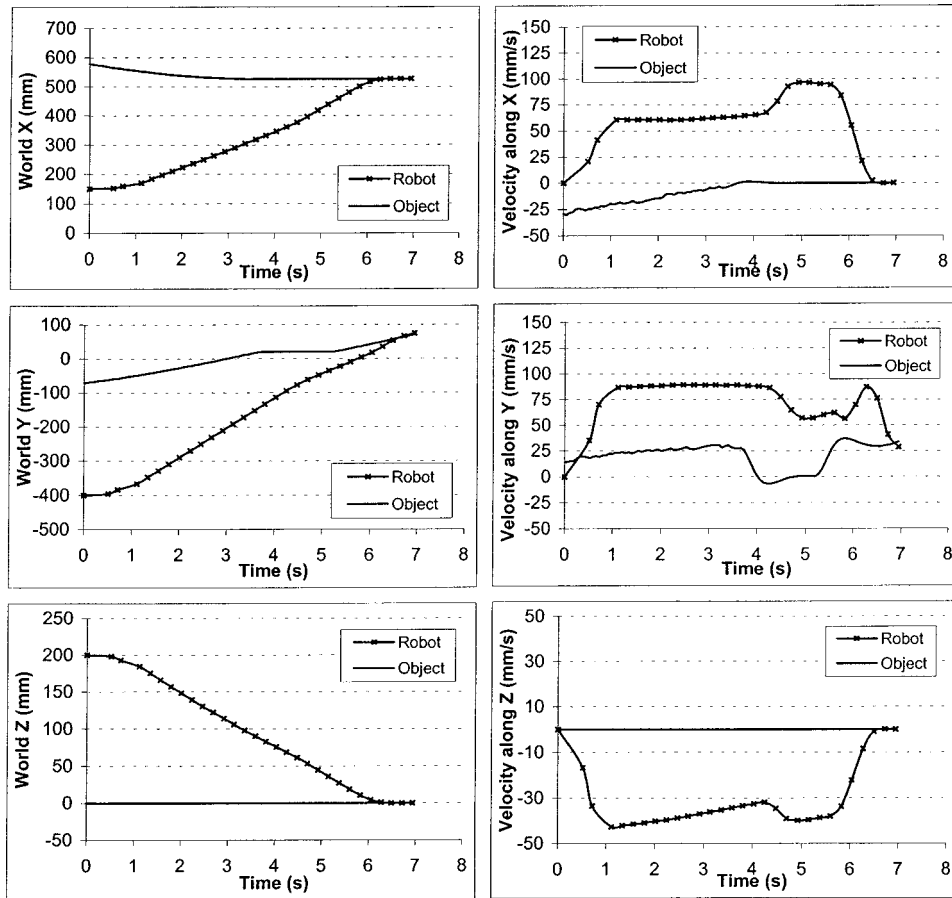 World X (mm)
700
600
500
400
300
200
100
0
Robot
Object
0 1 2 3 4 5 6 7 8
Time (s)
Velocity along X (mm/s)
150
125
100
75
50
25
0
-25
-50
Robot
Object
0 1 2 3 4 5 6 7 8
Time (s)
World Y (mm)
100
0
-100
-200
-300
-400
-500
Robot
Object
0 1 2 3 4 5 6 7 8
Time (s)
Velocity along Y (mm/s)
150
125
100
75
50
25
0
-25
-50
Robot
Object
0 1 2 3 4 5 6 7 8
Time (s)
World Z (mm)
250
200
150
100
50
0
-50
Robot
Object
0 1 2 3 4 5 6 7 8
Time (s)
Velocity along Z (mm/s)
50
30
10
-10
-30
-50
Robot
Object
0 1 2 3 4 5 6 7 8
Time (s)